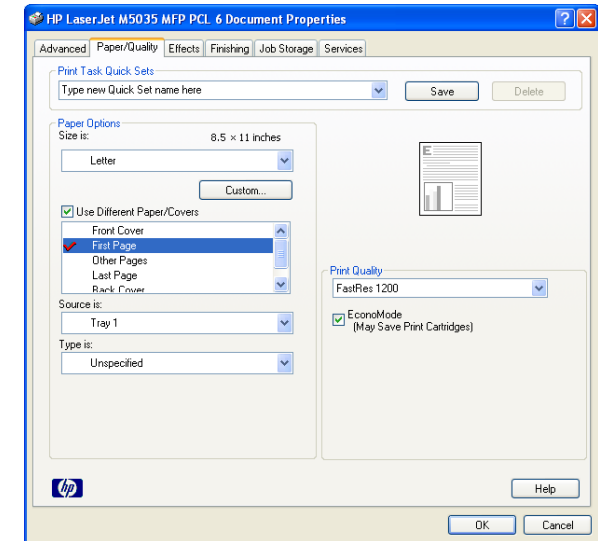 HP LaserJet M5035 MFP PCL 6 Document Properties
Advanced Paper/Quality Effects Finishing Job Storage Services
Print Task Quick Sets
Type new Quick Set name here Save Delete
Paper Options
Size is: 8.5 × 11 inches
Letter
Custom...
Use Different Paper/Covers
Front Cover
First Page
Other Pages
Last Page
Back Cover
Source is:
Tray 1
Type is:
Unspecified
E
Print Quality
FastRes 1200
EconoMode
(May Save Print Cartridges)
hp
Help
OK Cancel